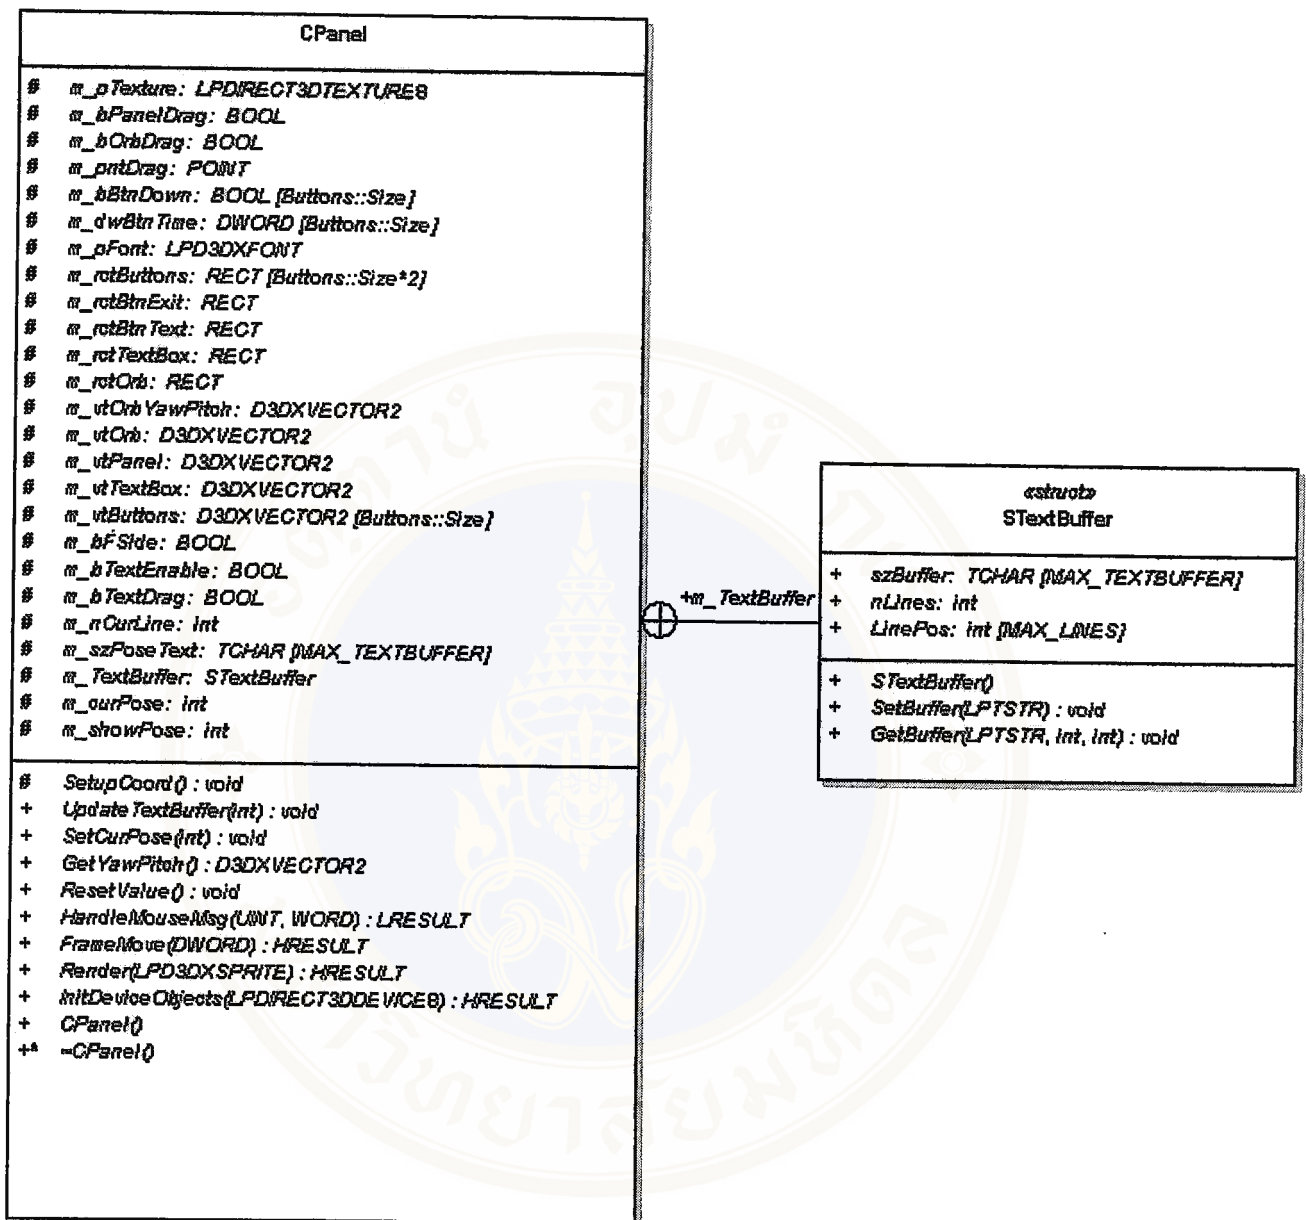 CPanel
# m_pTexture: LPDIRECT3DTEXTURE8
# m_bPanelDrag: BOOL
# m_bOrbDrag: BOOL
# m_pntDrag: POINT
# m_bBtnDown: BOOL [Buttons::Size]
# m_dwBtnTime: DWORD [Buttons::Size]
# m_pFont: LPD3DXFONT
# m_rctButtons: RECT [Buttons::Size*2]
# m_rctBtnExit: RECT
# m_rctBtnText: RECT
# m_rctTextBox: RECT
# m_rctOrb: RECT
# m_vtOrbYawPitch: D3DXVECTOR2
# m_vtOrb: D3DXVECTOR2
# m_vtPanel: D3DXVECTOR2
# m_vtTextBox: D3DXVECTOR2
# m_vtButtons: D3DXVECTOR2 [Buttons::Size]
# m_bFSide: BOOL
# m_bTextEnable: BOOL
# m_bTextDrag: BOOL
# m_nCurLine: int
# m_szPoseText: TCHAR [MAX_TEXTBUFFER]
# m_TextBuffer: STextBuffer
# m_curPose: int
# m_showPose: int
# SetupCoord() : void
+ UpdateTextBuffer(int) : void
+ SetCurPose(int) : void
+ GetYawPitch() : D3DXVECTOR2
+ ResetValue() : void
+ HandleMouseMsg(UINT, WORD) : LRESULT
+ FrameMove(DWORD) : HRESULT
+ Render(LPD3DXSPRITE) : HRESULT
+ InitDeviceObjects(LPDIRECT3DDEVICE8) : HRESULT
+ CPanel()
+* ~CPanel()
+m_TextBuffer
«struct»
STextBuffer
+ szBuffer: TCHAR [MAX_TEXTBUFFER]
+ nLines: int
+ LinePos: int [MAX_LINES]
+ STextBuffer()
+ SetBuffer(LPTSTR) : void
+ GetBuffer(LPTSTR, int, int) : void